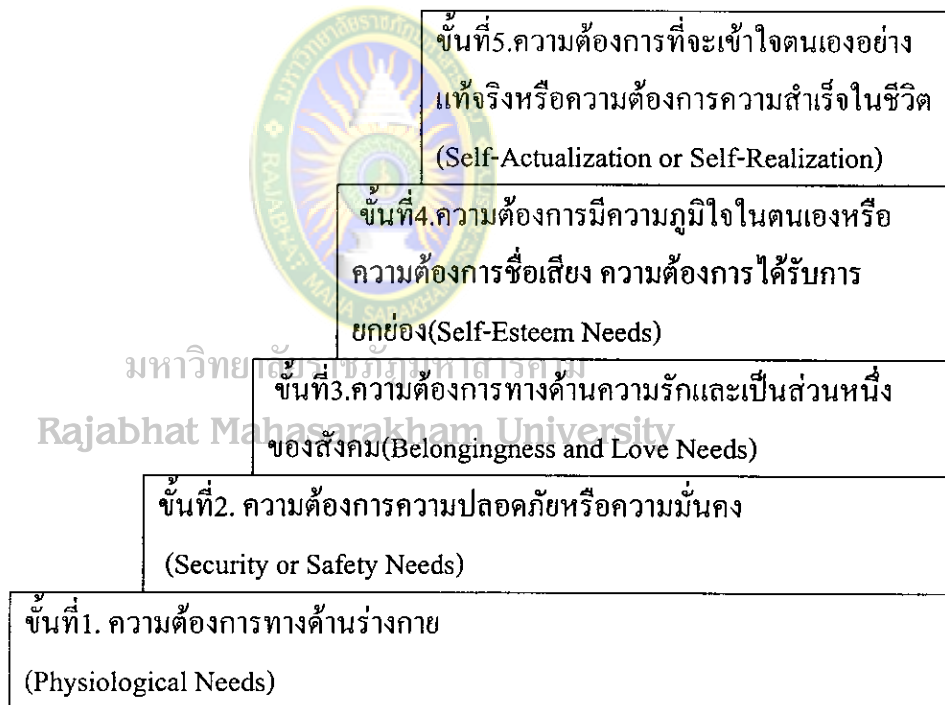 ขั้นที่5.ความต้องการที่จะเข้าใจตนเองอย่าง
แท้จริงหรือความต้องการความสำเร็จในชีวิต
(Self-Actualization or Self-Realization)
ขั้นที่4.ความต้องการมีความภูมิใจในตนเองหรือ
ความต้องการชื่อเสียง ความต้องการได้รับการ
ยกย่อง(Self-Esteem Needs)
มหาวิทยาลัยราชภัฏมหาสารคาม
ขั้นที่3.ความต้องการทางด้านความรักและเป็นส่วนหนึ่ง
Rajabhat Mahasarakham University
ของสังคม(Belongingness and Love Needs)
ขั้นที่2. ความต้องการความปลอดภัยหรือความมั่นคง
(Security or Safety Needs)
ขั้นที่1. ความต้องการทางด้านร่างกาย
(Physiological Needs)